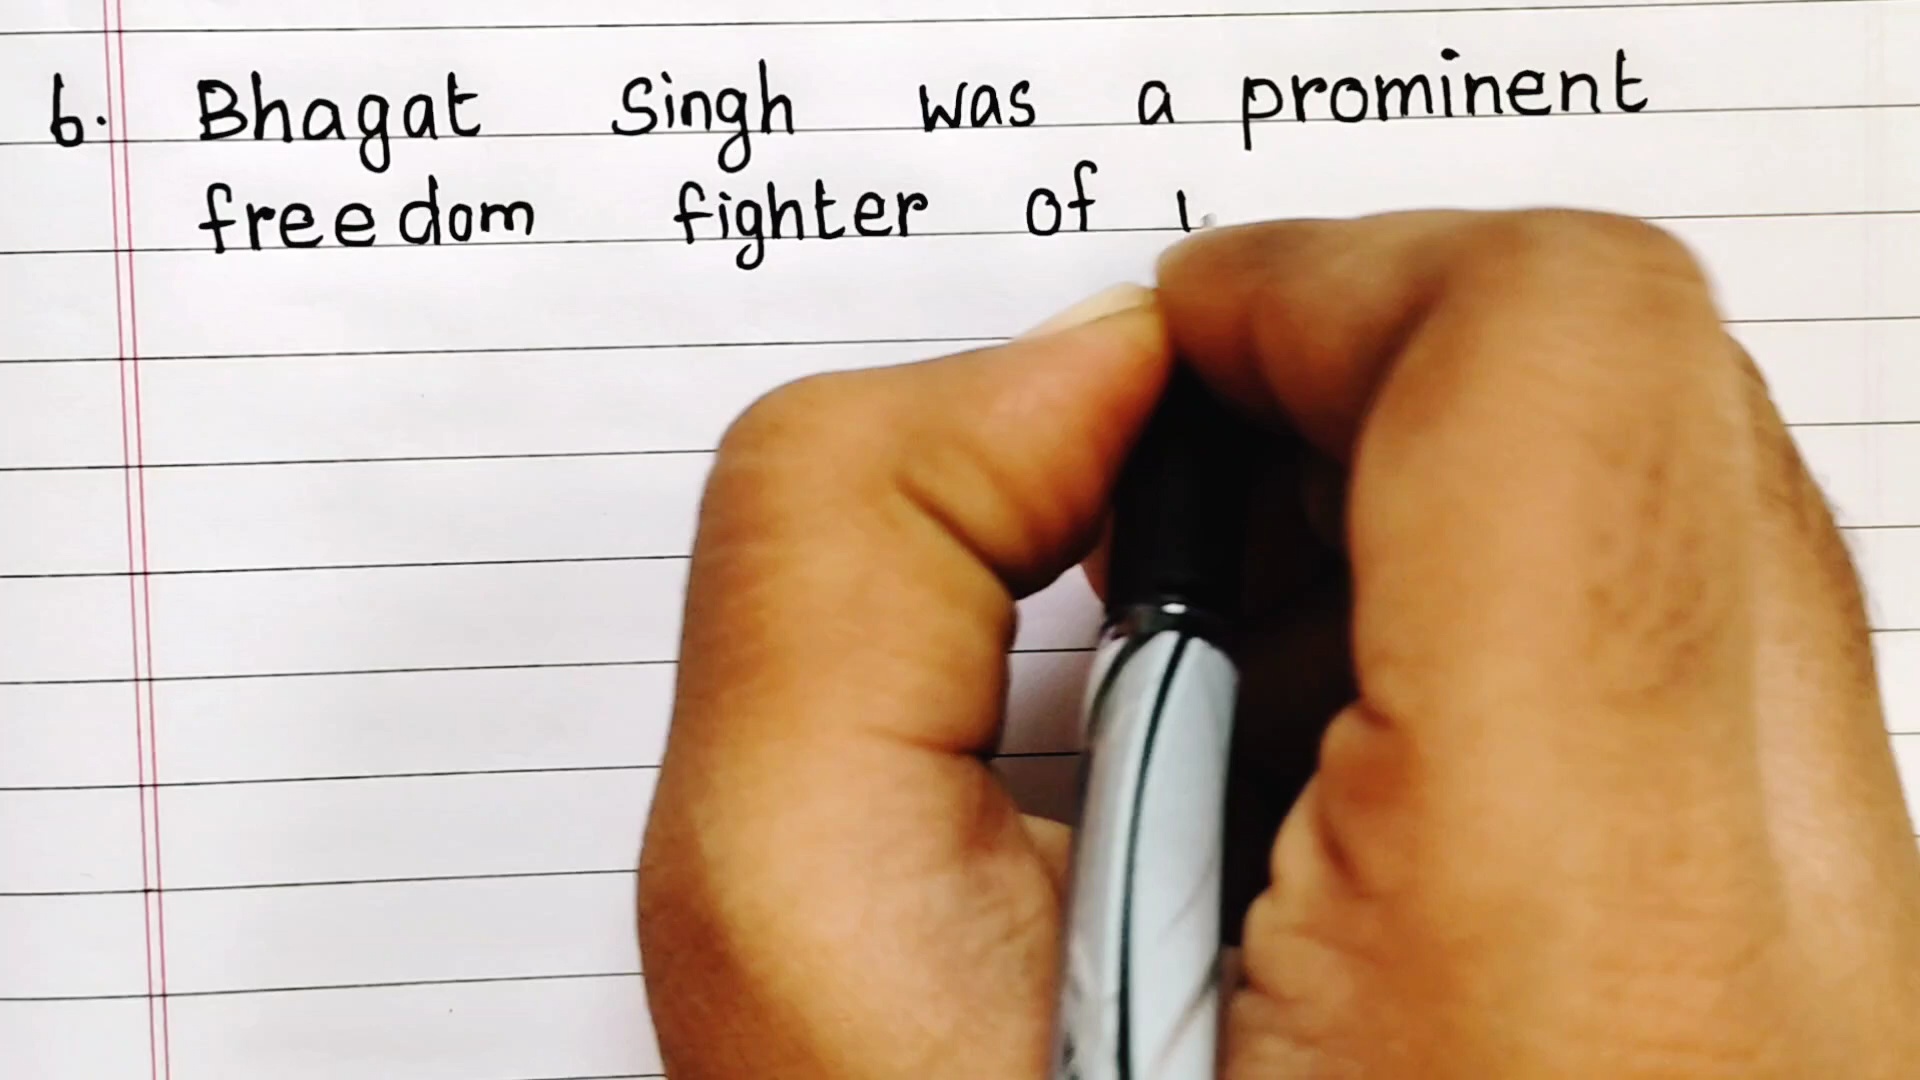 6. Bhagat Singh was a prominent
freedom fighter of